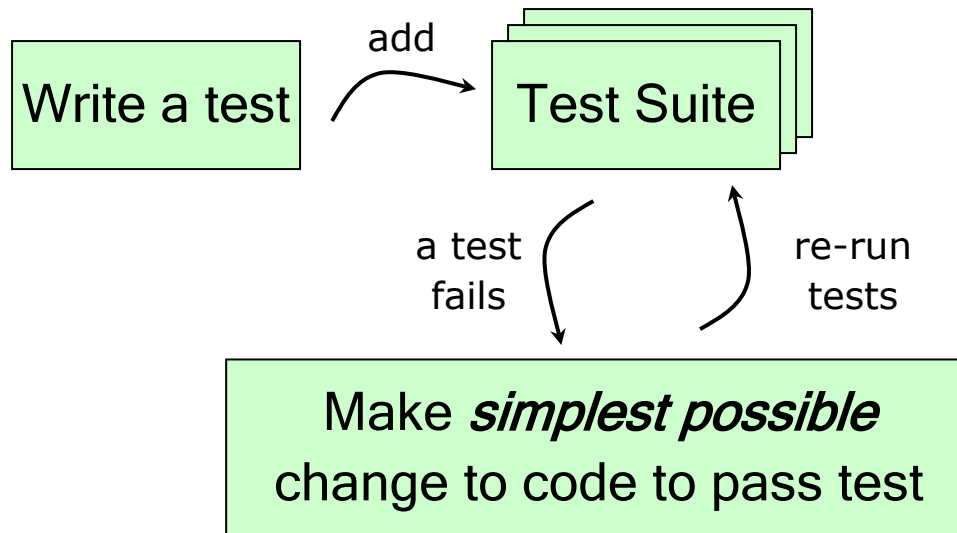 add
Write a test
Test Suite
a test
fails
re-run
tests
Make simplest possible
change to code to pass test